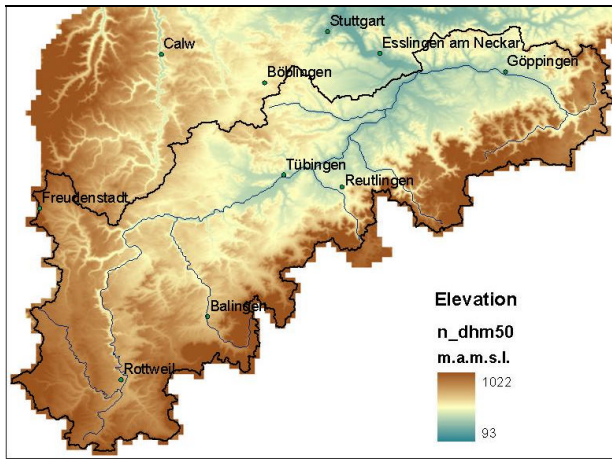 Stuttgart
Calw
Esslingen am Neckar
Göppingen
Böblingen
Tübingen
Reutlingen
Freudenstadt
Balingen
Rottweil
Elevation
n_dhm50
m.a.m.s.l.
1022
93